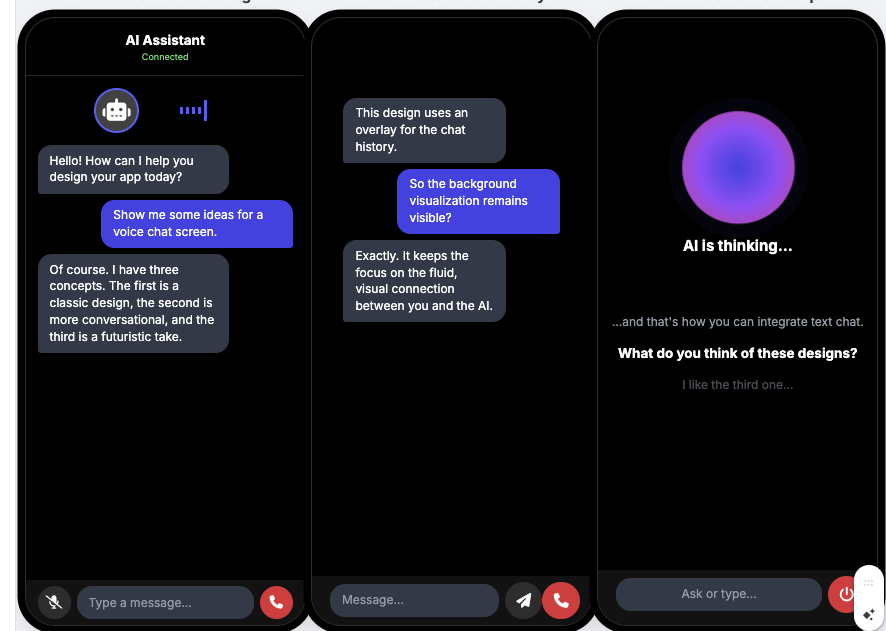 AI Assistant
Connected
Hello! How can I help you
design your app today?
Show me some ideas for a
voice chat screen.
Of course. I have three
concepts. The first is a
classic design, the second is
more conversational, and the
third is a futuristic take.
Type a message...
This design uses an
overlay for the chat
history.
So the background
visualization remains
visible?
Exactly. It keeps the
focus on the fluid,
visual connection
between you and the AI.
Message...
AI is thinking...
...and that's how you can integrate text chat.
What do you think of these designs?
I like the third one...
Ask or type...